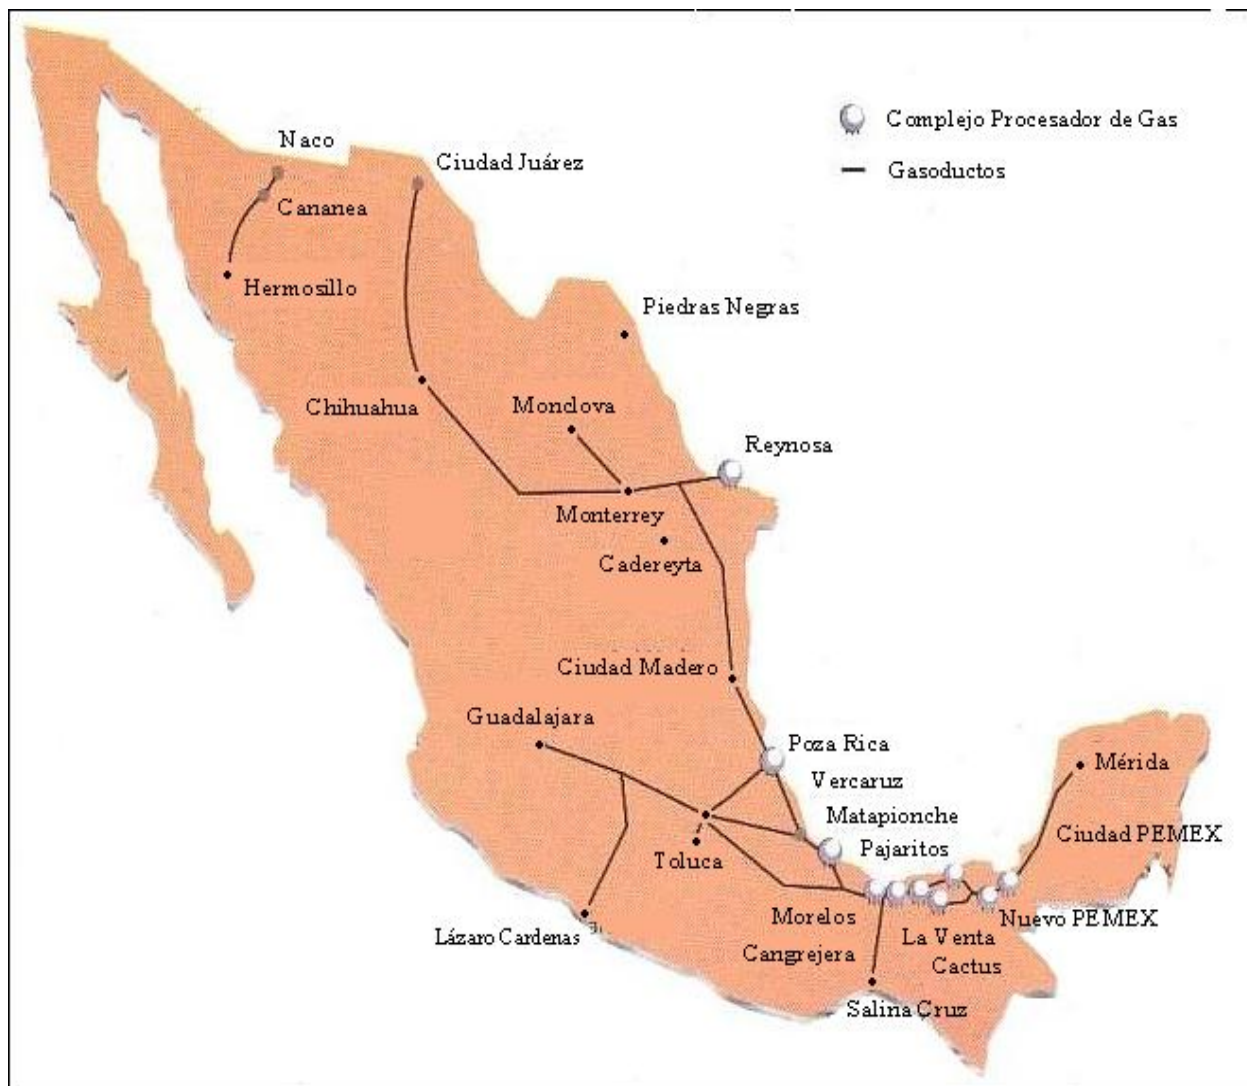 Naco
Complejo Procesador de Gas
Ciudad Juárez
Gasoductos
Cananea
Hermosillo
Piedras Negras
Chihuahua
Monclova
Reynosa
Monterrey
Cadereyta
Ciudad Madero
Guadalajara
Poza Rica
Mérida
Vercaruz
Matapionche
Ciudad PEMEX
Pajaritos
Toluca
Morelos
Nuevo PEMEX
Lázaro Cardenas
La Venta
Cangrejera
Cactus
Salina Cruz